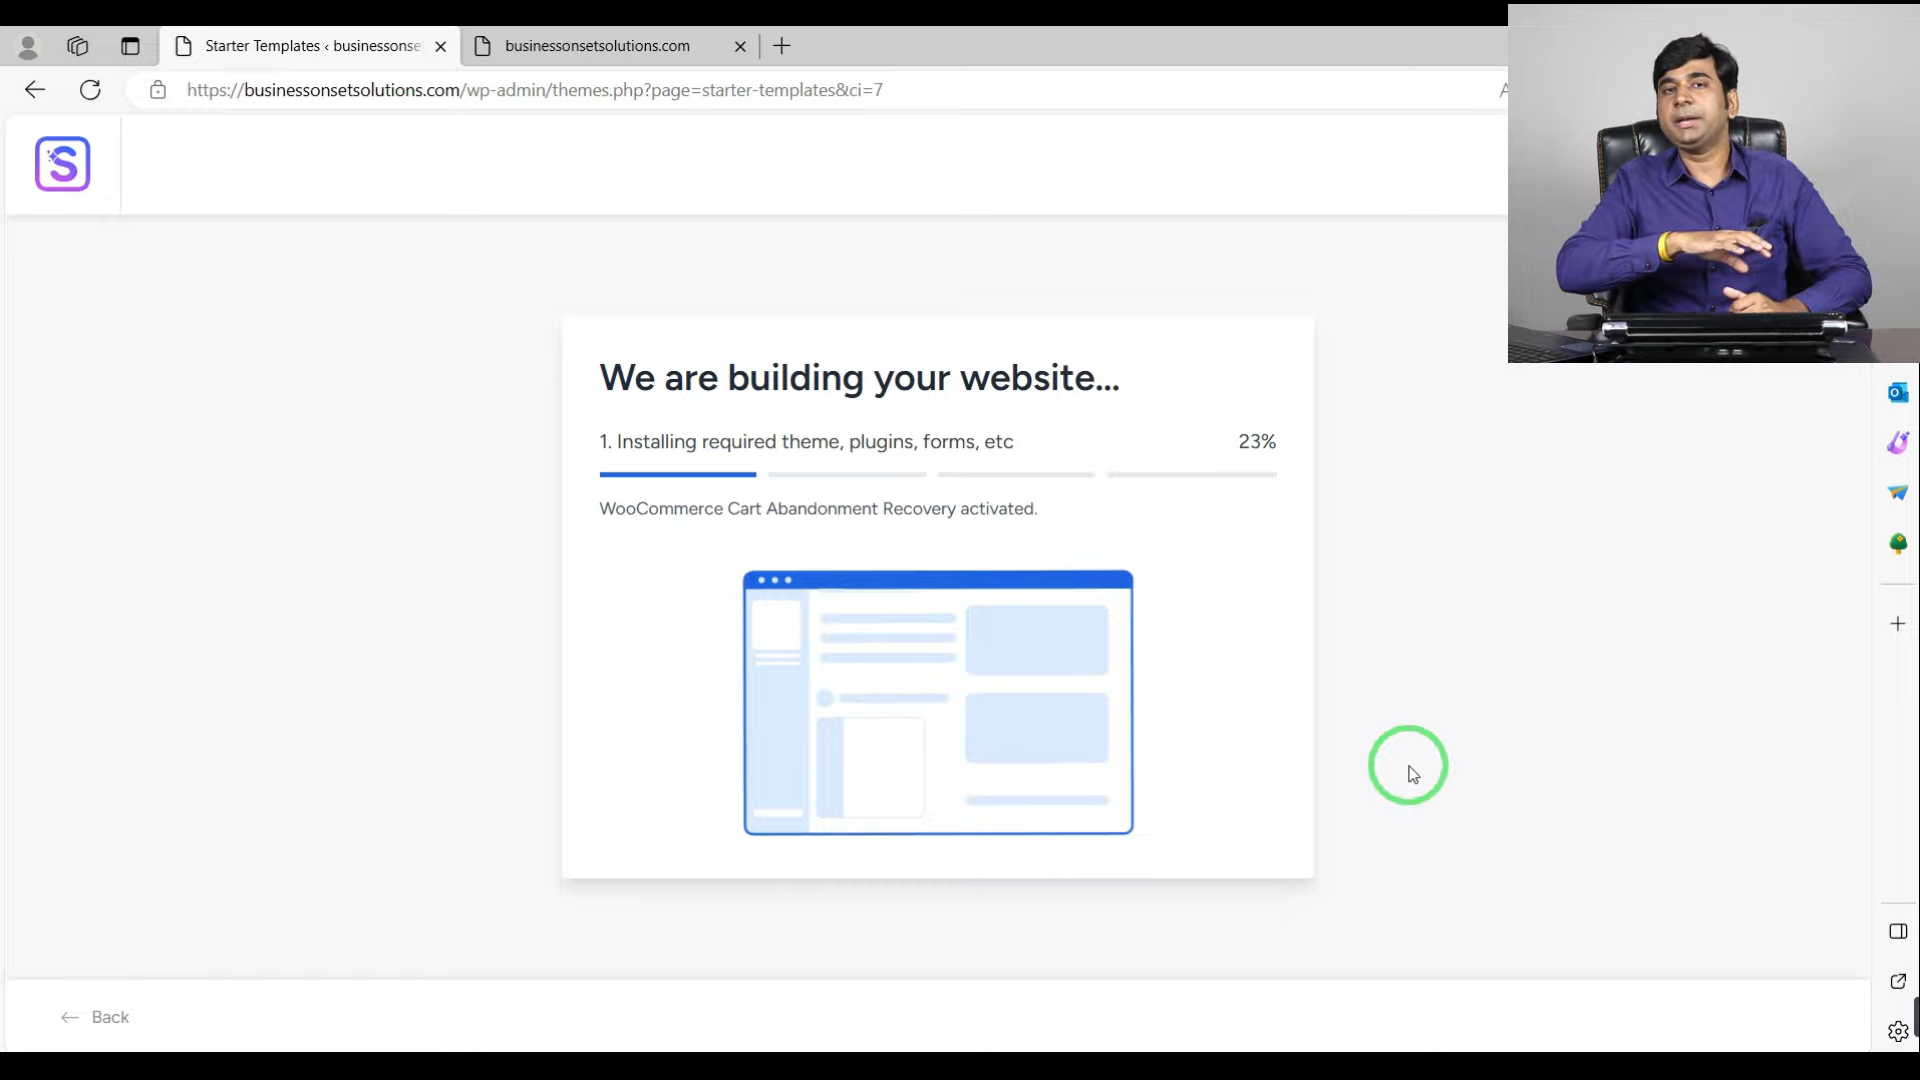 Starter Templates ‹ businessonse
businessonsetsolutions.com
https://businessonsetsolutions.com/wp-admin/themes.php?page=starter-templates&ci=7
A
S
We are building your website...
1. Installing required theme, plugins, forms, etc
23%
WooCommerce Cart Abandonment Recovery activated.
Back